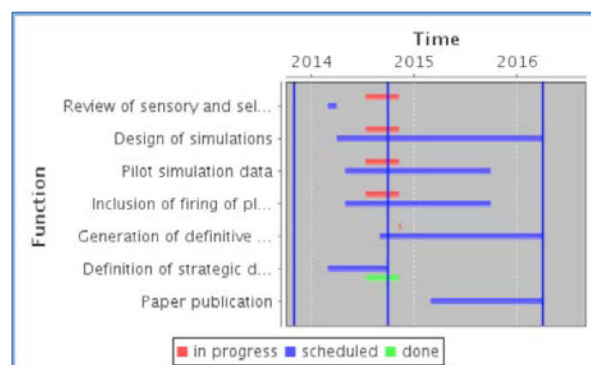 Time
2014 2015 2016
Function
Review of sensory and sel...
Design of simulations
Pilot simulation data
Inclusion of firing of pl...
Generation of definitive ...
Definition of strategic d...
Paper publication
in progress scheduled done